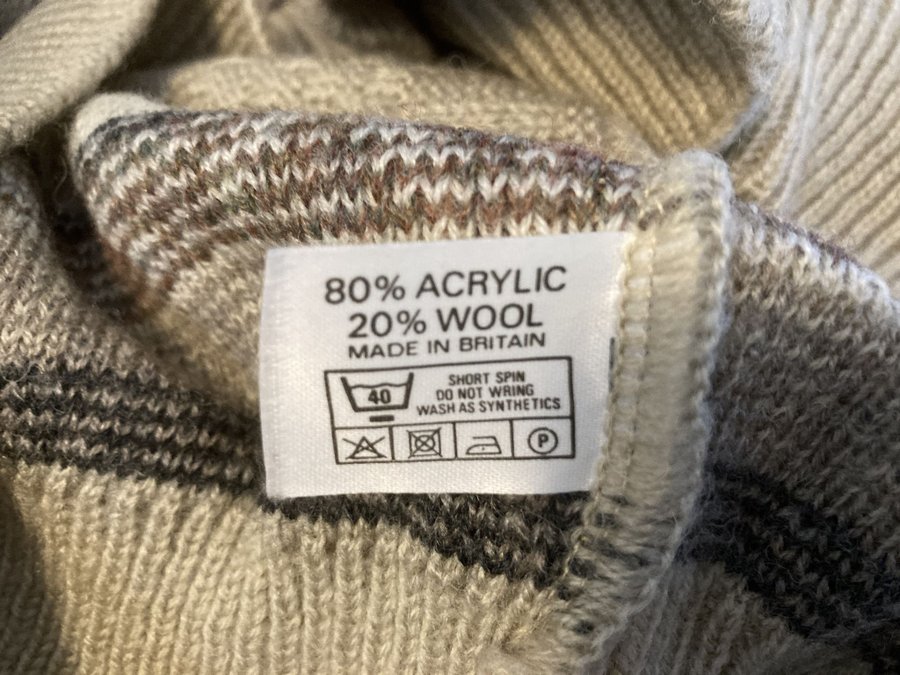 80% ACRYLIC
20% WOOL
MADE IN BRITAIN
40
SHORT SPIN
DO NOT WRING
WASH AS SYNTHETICS
P